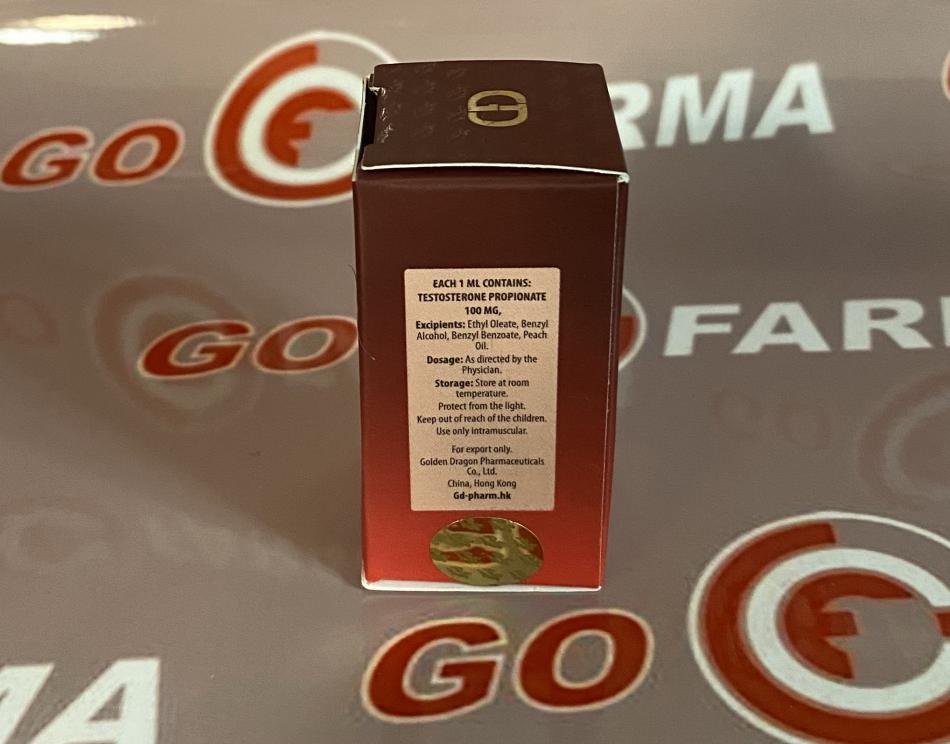 GO
FARMA
EACH 1 ML CONTAINS:
TESTOSTERONE PROPIONATE
100 MG,
Excipients: Ethyl Oleate, Benzyl
Alcohol, Benzyl Benzoate, Peach
Oil.
Dosage: As directed by the
Physician.
Storage: Store at room
temperature.
Protect from the light.
Keep out of reach of the children.
Use only intramuscular.
For export only.
Golden Dragon Pharmaceuticals
Co., Ltd.
China, Hong Kong
Gd-pharm.hk
GO
FAR
GO
MA